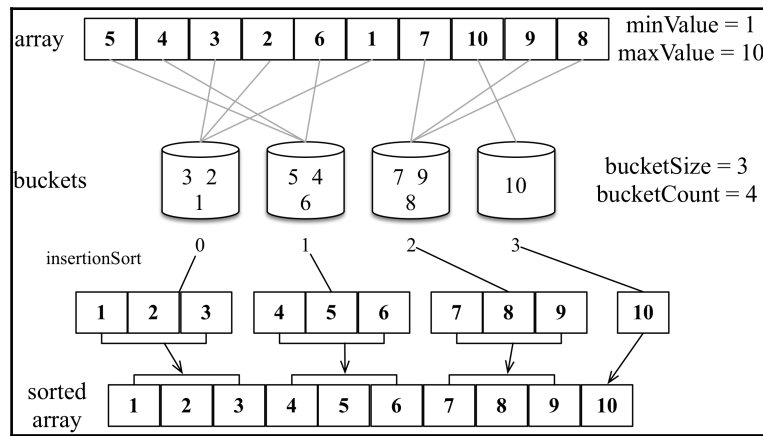 array 5 4 3 2 6 1 7 10 9 8 minValue = 1
maxValue = 10
buckets 3 2 5 4 7 9 10 bucketSize = 3
1 6 8 bucketCount = 4
0 1 2 3
insertionSort
1 2 3 4 5 6 7 8 9 10
sorted
array 1 2 3 4 5 6 7 8 9 10